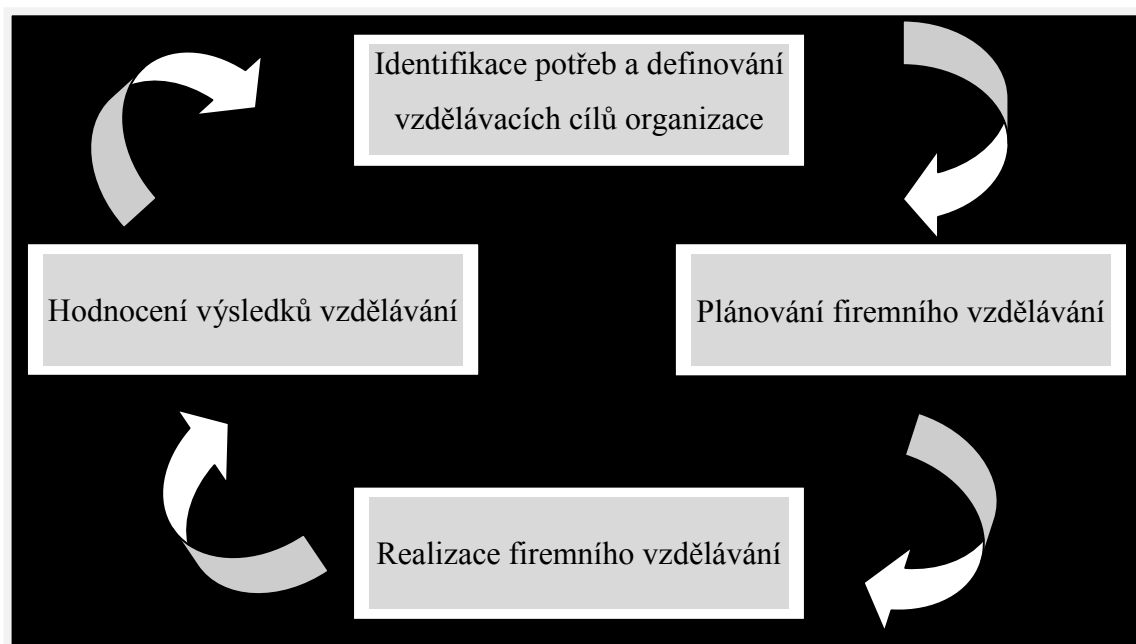 Identifikace potřeb a definování
vzdělávacích cílů organizace
Hodnocení výsledků vzdělávání
Plánování firemního vzdělávání
Realizace firemního vzdělávání